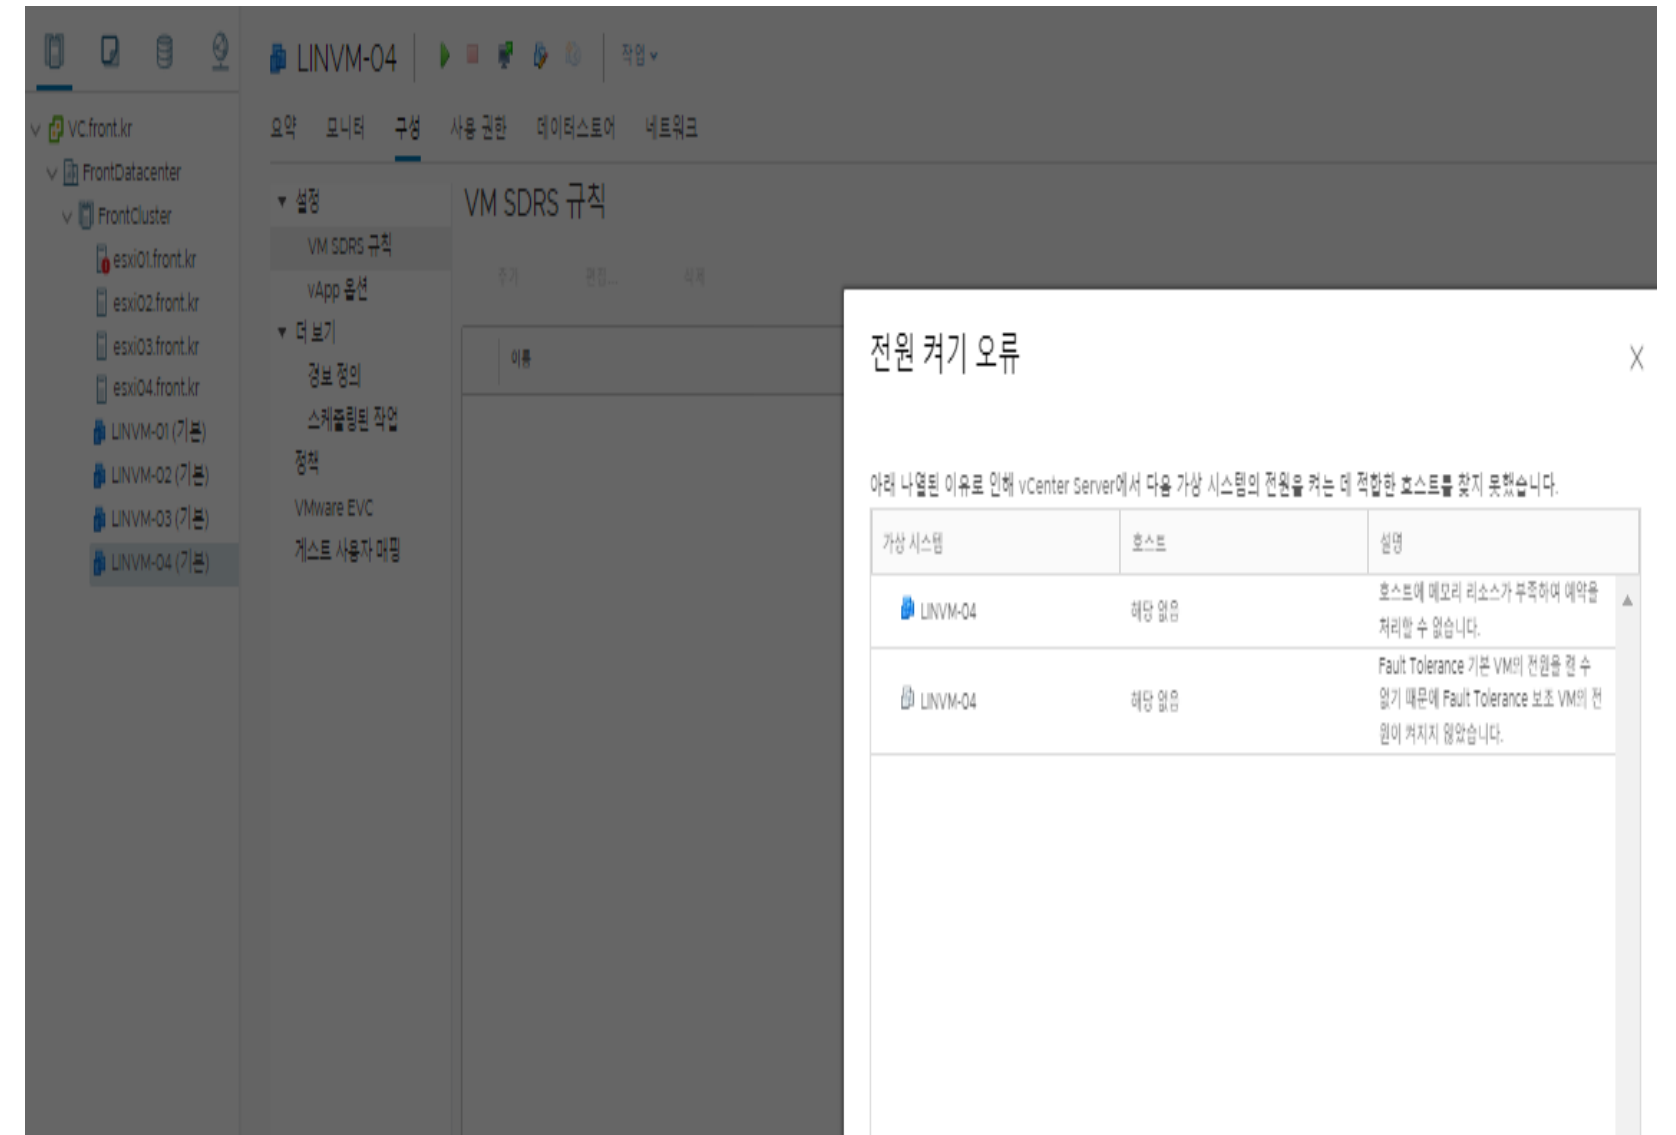 LINVM-04
작업
VC.front.kr
FrontDatacenter
FrontCluster
esxi01.front.kr
esxi02.front.kr
esxi03.front.kr
esxi04.front.kr
LINVM-01 (기본)
LINVM-02 (기본)
LINVM-03 (기본)
LINVM-04 (기본)
요약 모니터 구성 사용 권한 데이터스토어 네트워크
설정
VM SDRS 규칙
vApp 옵션
더 보기
경보 정의
스케줄링된 작업
정책
VMware EVC
게스트 사용자 매핑
VM SDRS 규칙
추가 편집... 삭제
이름
전원 켜기 오류
아래 나열된 이유로 인해 vCenter Server에서 다음 가상 시스템의 전원을 켜는 데 적합한 호스트를 찾지 못했습니다.
가상 시스템 호스트 설명
LINVM-04 해당 없음 호스트에 메모리 리소스가 부족하여 예약을
처리할 수 없습니다.
LINVM-04 해당 없음 Fault Tolerance 기본 VM의 전원을 켤 수
없기 때문에 Fault Tolerance 보조 VM의 전
원이 켜지지 않았습니다.